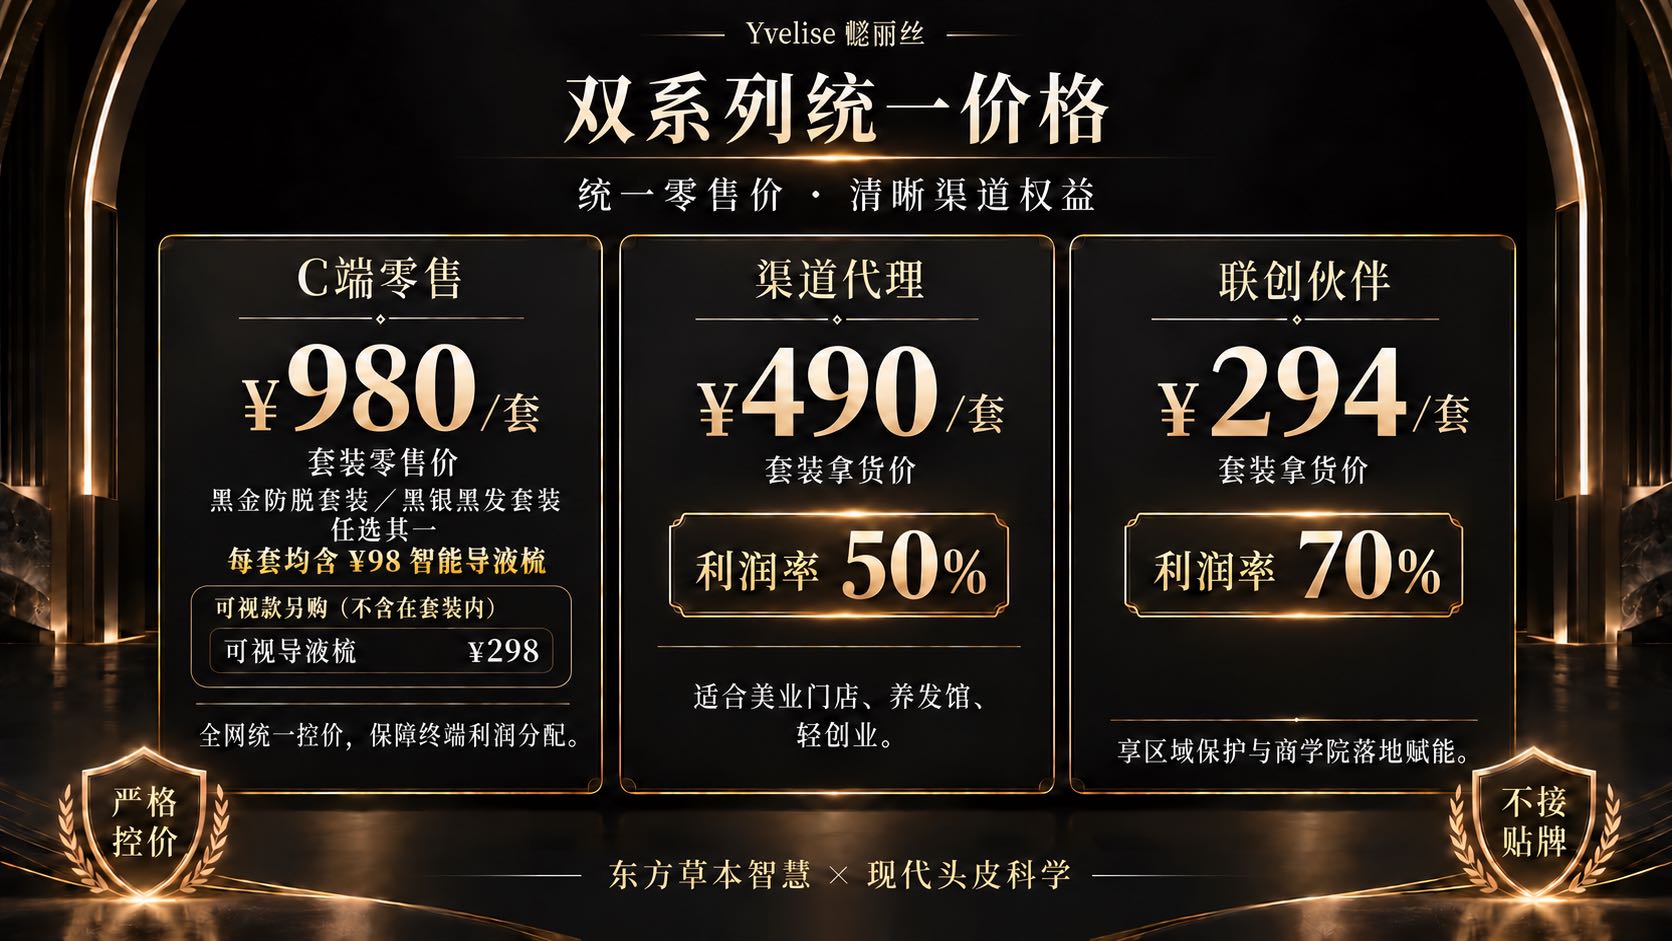 Yvelise 丽丝
双系列统一价格
统一零售价 · 清晰渠道权益
C端零售
¥980/套
套装零售价
黑金防脱套装／黑银黑发套装
任选其一
每套均含 ¥98 智能导液梳
可视款另购（不含在套装内）
可视导液梳 ¥298
全网统一控价，保障终端利润分配。
渠道代理
¥490/套
套装拿货价
利润率 50%
适合美业门店、养发馆、
轻创业。
联创伙伴
¥294/套
套装拿货价
利润率 70%
享区域保护与商学院落地赋能。
严格
控价
不接
贴牌
东方草本智慧 × 现代头皮科学